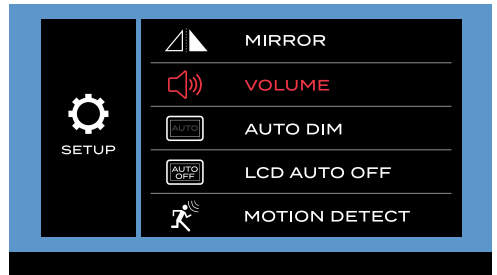 MIRROR
VOLUME
AUTO
AUTO DIM
SETUP
AUTO
OFF
LCD AUTO OFF
MOTION DETECT